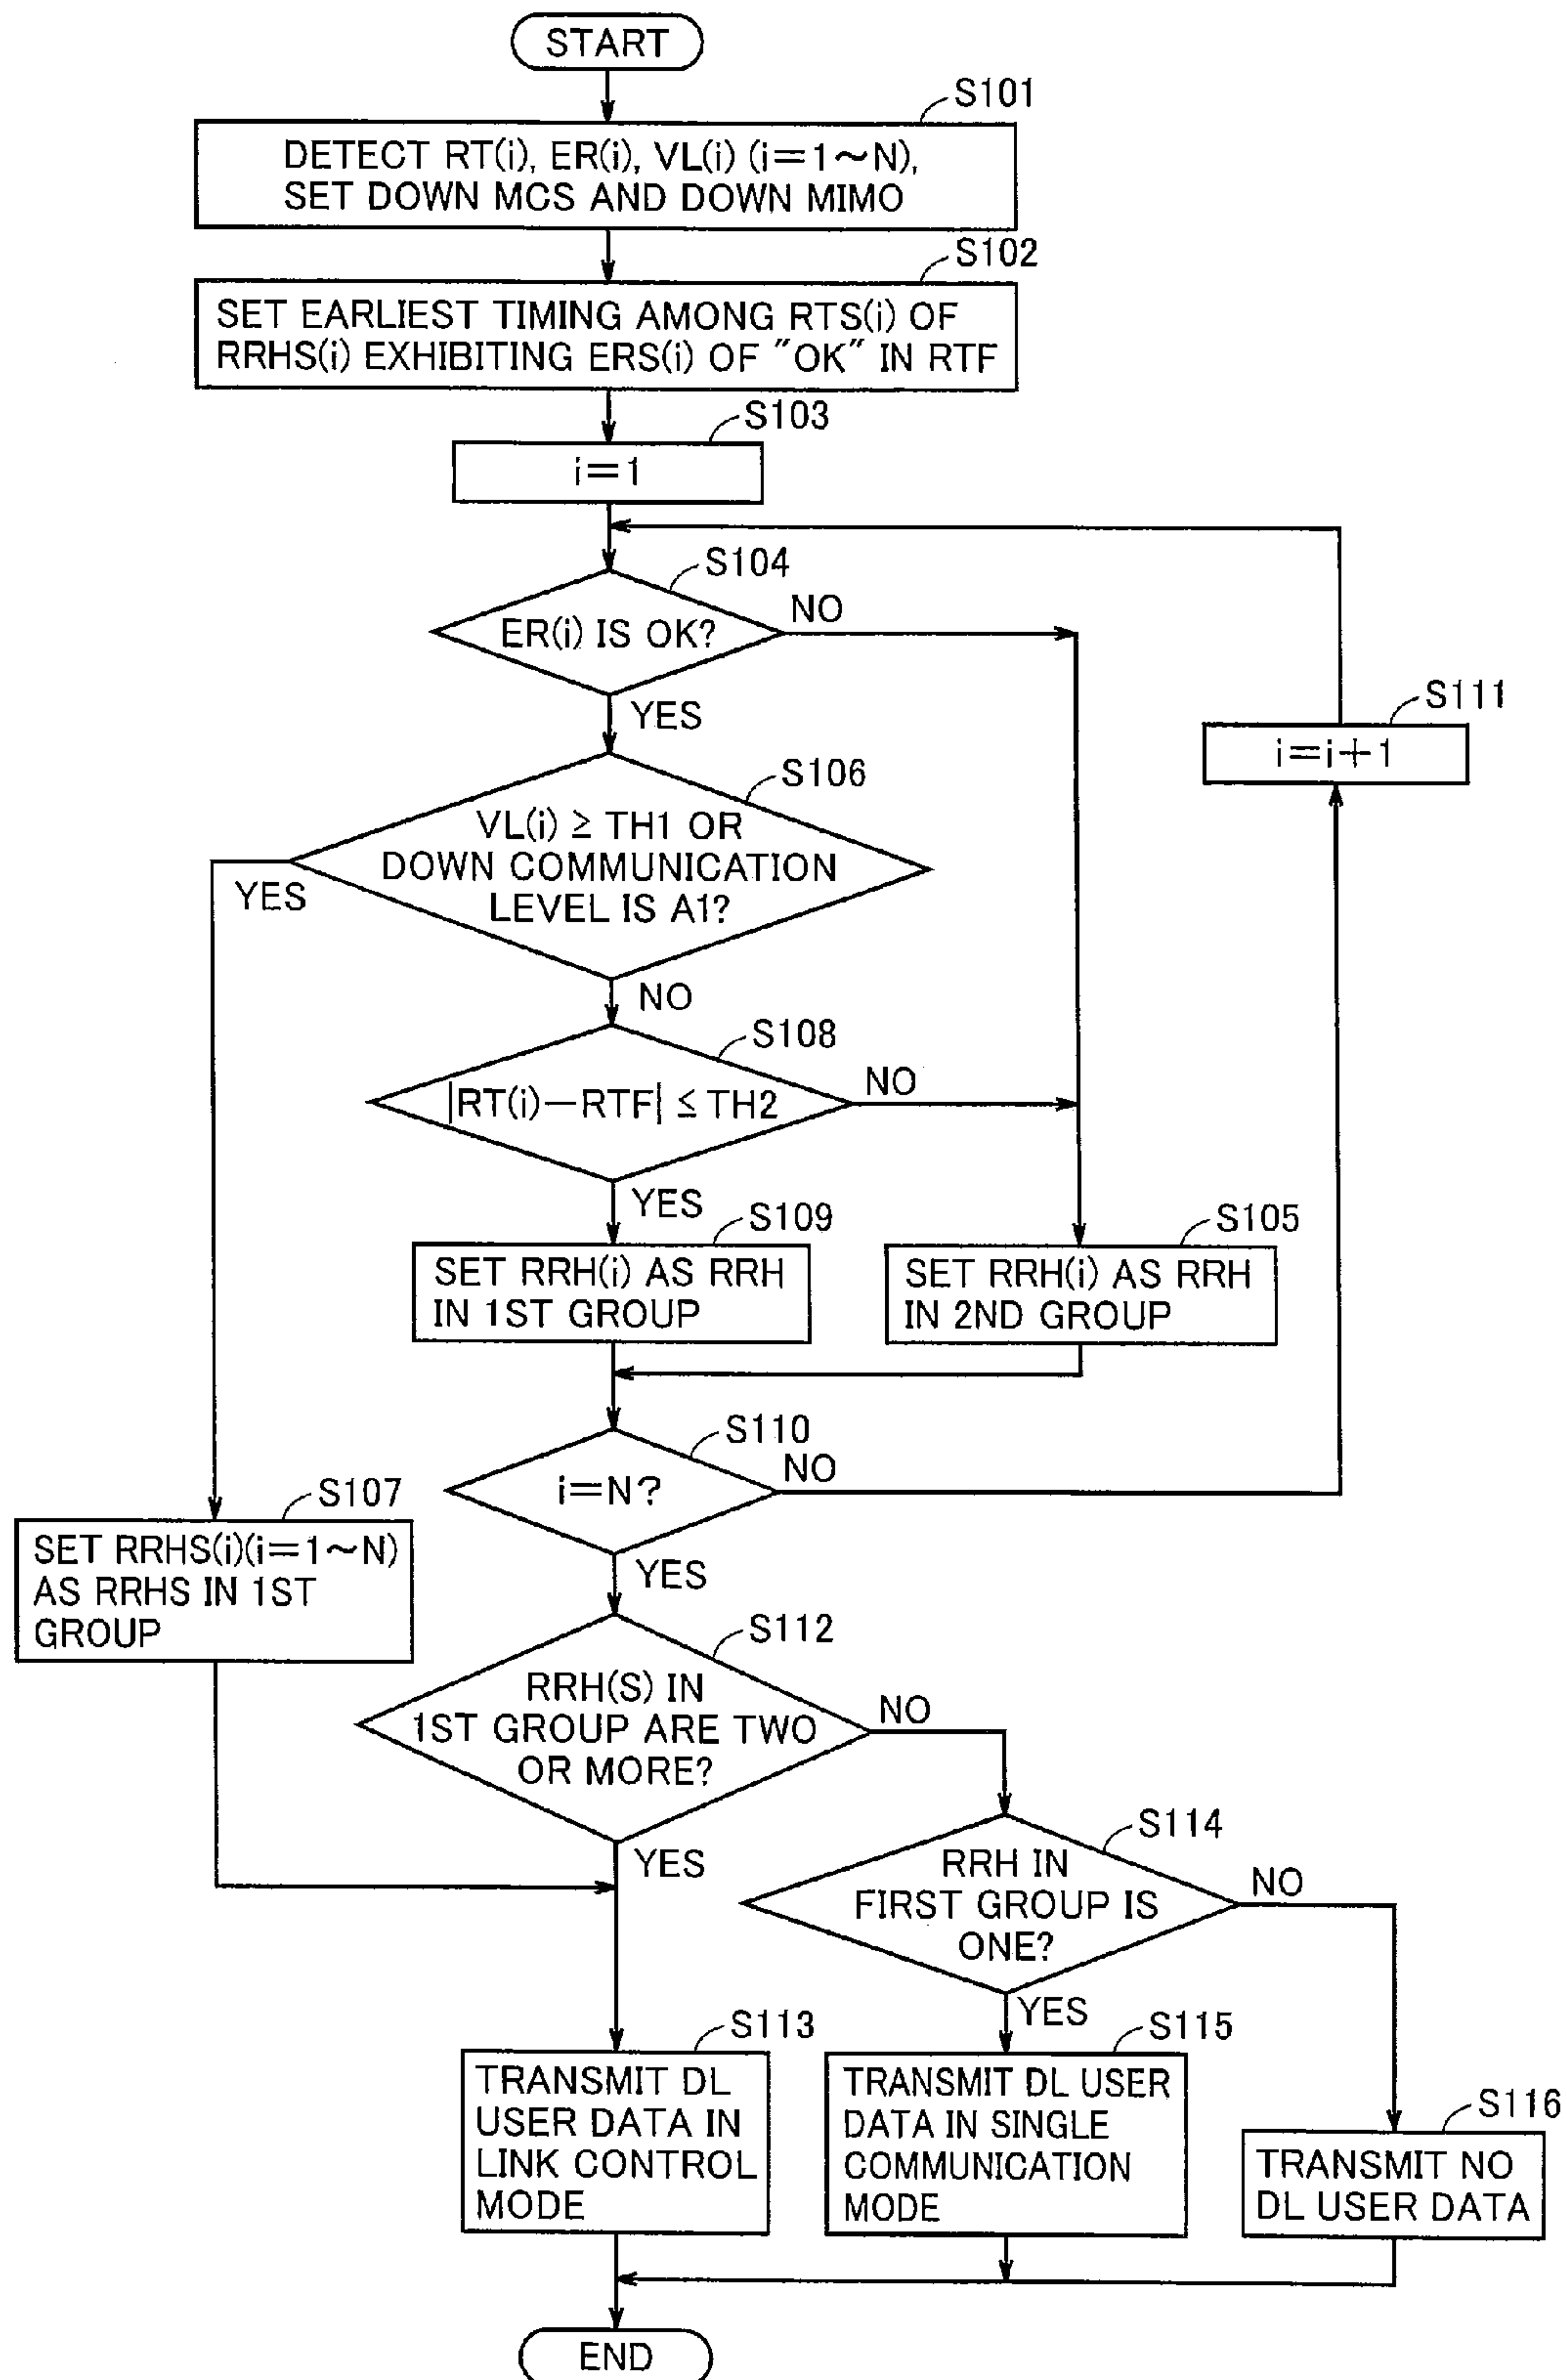 START
S101
DETECT RT(i), ER(i), VL(i) (i=1~N),
SET DOWN MCS AND DOWN MIMO
S102
SET EARLIEST TIMING AMONG RTS(i) OF
RRHS(i) EXHIBITING ERS(i) OF "OK" IN RTF
S103
i=1
S104
ER(i) IS OK?
NO
YES
S111
i=i+1
S106
VL(i) ≥ TH1 OR
DOWN COMMUNICATION
LEVEL IS A1?
YES
NO
S108
|RT(i)—RTF| ≤ TH2
NO
YES
S109
SET RRH(i) AS RRH
IN 1ST GROUP
S105
SET RRH(i) AS RRH
IN 2ND GROUP
S110
i=N?
NO
YES
S107
SET RRHS(i)(i=1~N)
AS RRHS IN 1ST
GROUP
S112
RRH(S) IN
1ST GROUP ARE TWO
OR MORE?
NO
YES
S114
RRH IN
FIRST GROUP IS
ONE?
NO
YES
S113
TRANSMIT DL
USER DATA IN
LINK CONTROL
MODE
S115
TRANSMIT DL USER
DATA IN SINGLE
COMMUNICATION
MODE
S116
TRANSMIT NO
DL USER DATA
END